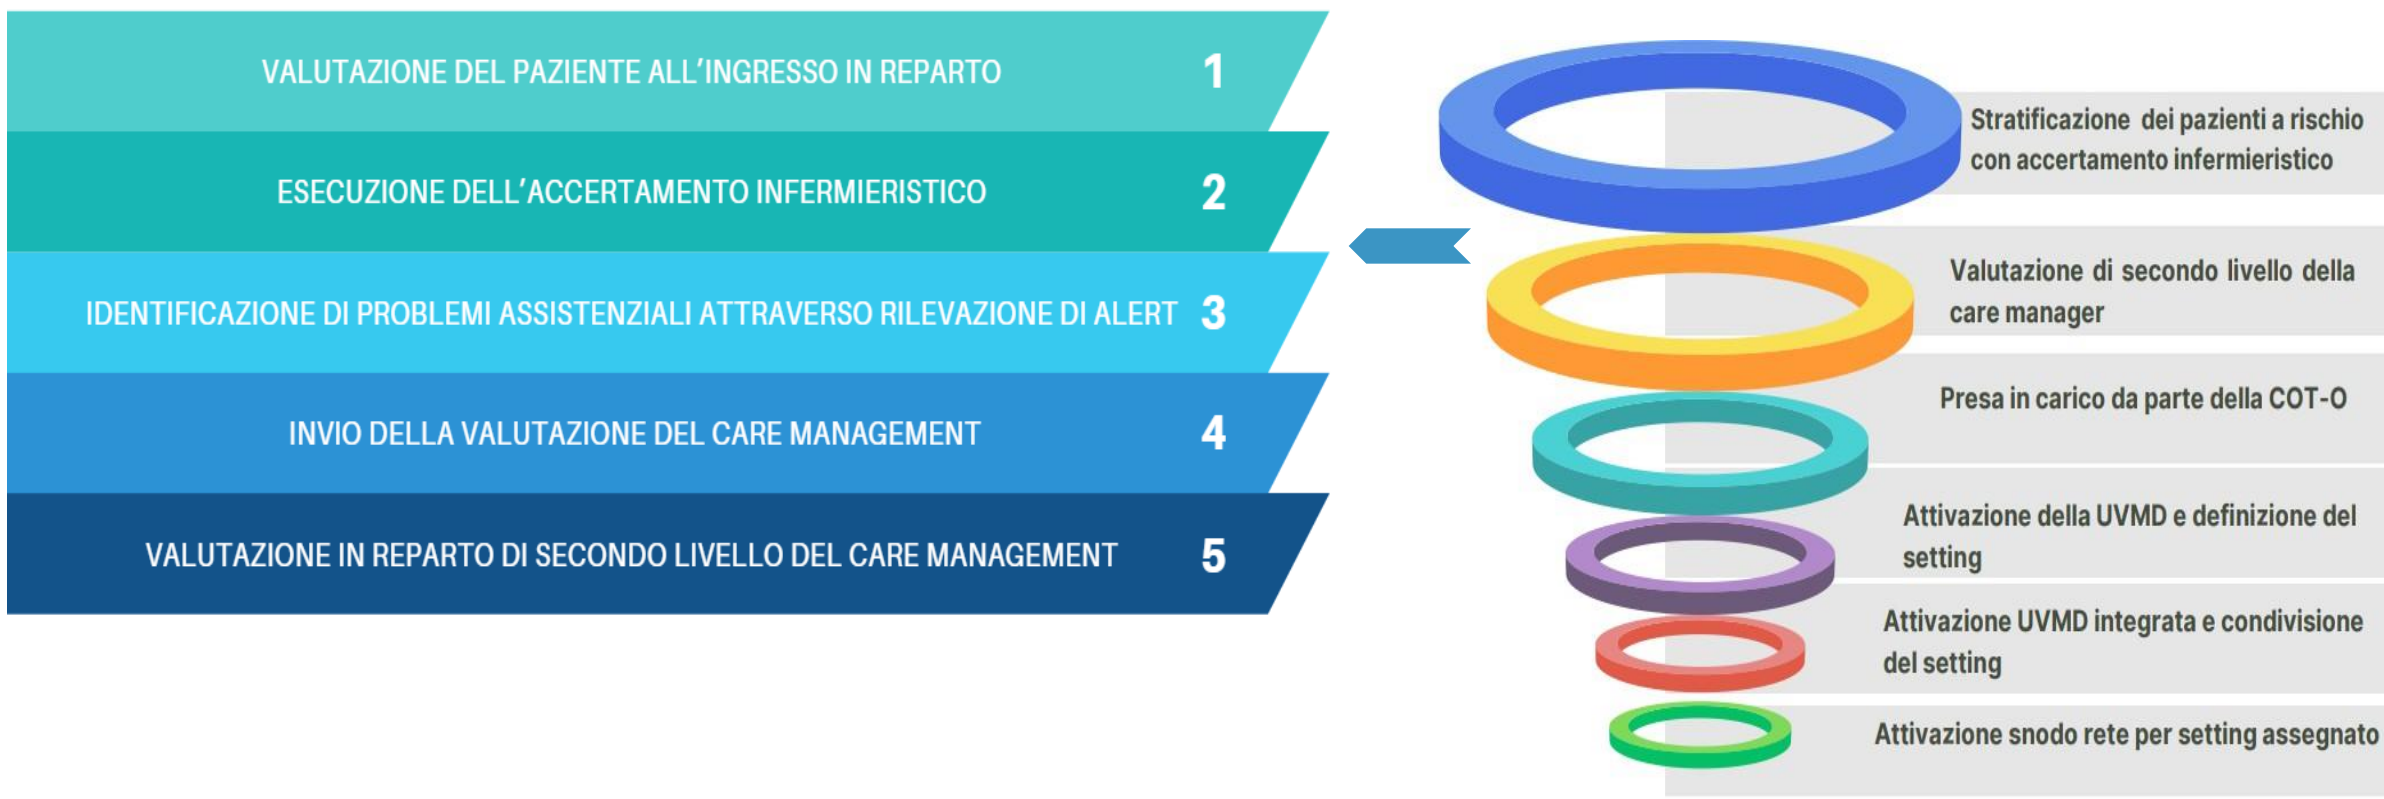 VALUTAZIONE DEL PAZIENTE ALL'INGRESSO IN REPARTO 1
ESECUZIONE DELL'ACCERTAMENTO INFERMIERISTICO 2
IDENTIFICAZIONE DI PROBLEMI ASSISTENZIALI ATTRAVERSO RILEVAZIONE DI ALERT 3
INVIO DELLA VALUTAZIONE DEL CARE MANAGEMENT 4
VALUTAZIONE IN REPARTO DI SECONDO LIVELLO DEL CARE MANAGEMENT 5
Stratificazione dei pazienti a rischio
con accertamento infermieristico
Valutazione di secondo livello della
care manager
Presa in carico da parte della COT-O
Attivazione della UVMD e definizione del
setting
Attivazione UVMD integrata e condivisione
del setting
Attivazione snodo rete per setting assegnato